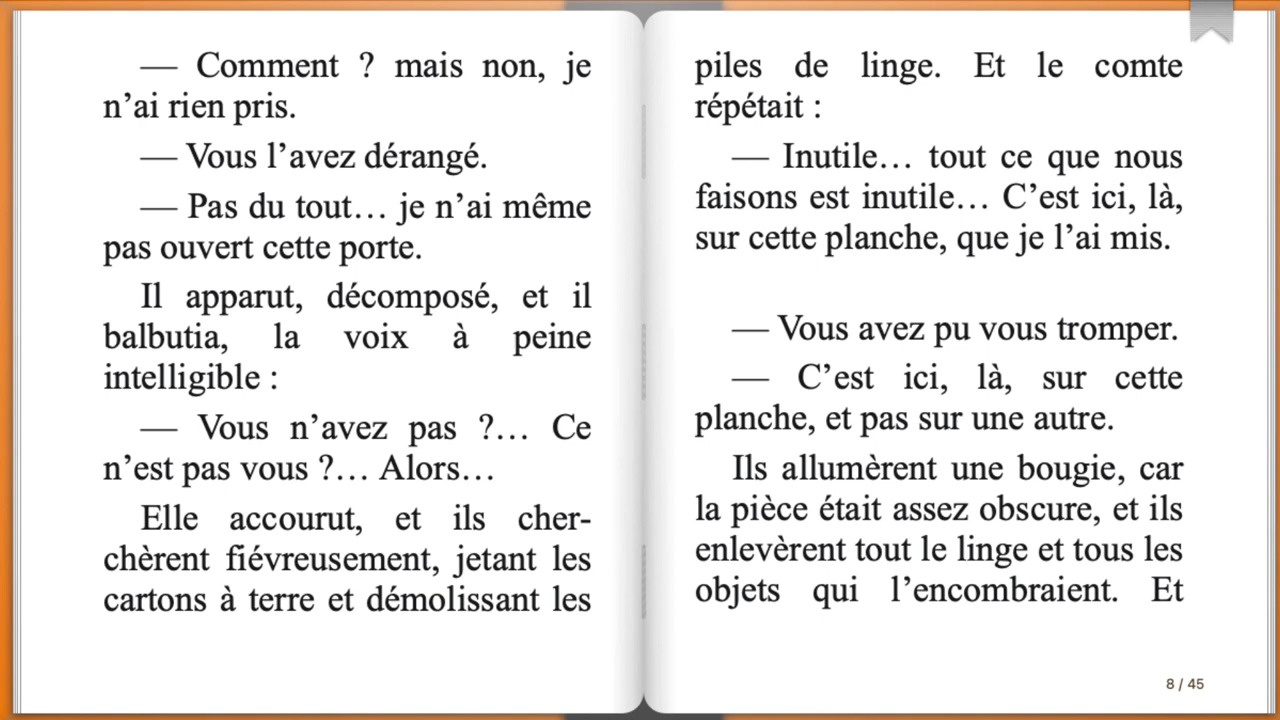 — Comment ? mais non, je
n’ai rien pris.
— Vous l’avez dérangé.
— Pas du tout… je n’ai même
pas ouvert cette porte.
Il apparut, décomposé, et il
balbutia, la voix à peine
intelligible :
— Vous n’avez pas ?… Ce
n’est pas vous ?… Alors…
Elle accourut, et ils cher-
chèrent fiévreusement, jetant les
cartons à terre et démolissant les
piles de linge. Et le comte
répétait :
— Inutile… tout ce que nous
faisons est inutile… C’est ici, là,
sur cette planche, que je l’ai mis.
— Vous avez pu vous tromper.
— C’est ici, là, sur cette
planche, et pas sur une autre.
Ils allumèrent une bougie, car
la pièce était assez obscure, et ils
enlevèrent tout le linge et tous les
objets qui l’encombraient. Et
8 / 45